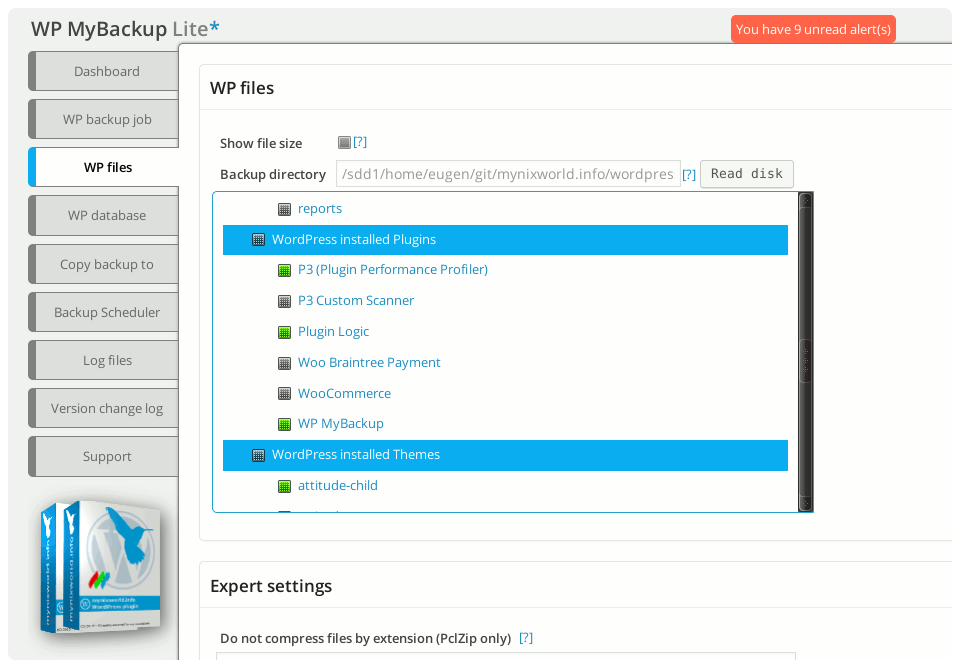 WP MyBackup Lite*
You have 9 unread alert(s)
Dashboard
WP backup job
WP files
WP database
Copy backup to
Backup Scheduler
Log files
Version change log
Support
WP files
Show file size [?]
Backup directory /sdd1/home/eugen/git/mynixworld.info/wordpres [?] Read disk
reports
WordPress installed Plugins
P3 (Plugin Performance Profiler)
P3 Custom Scanner
Plugin Logic
Woo Braintree Payment
WooCommerce
WP MyBackup
WordPress installed Themes
attitude-child
Expert settings
Do not compress files by extension (PclZip only) [?]
mynixworld.info
WordPress plugin